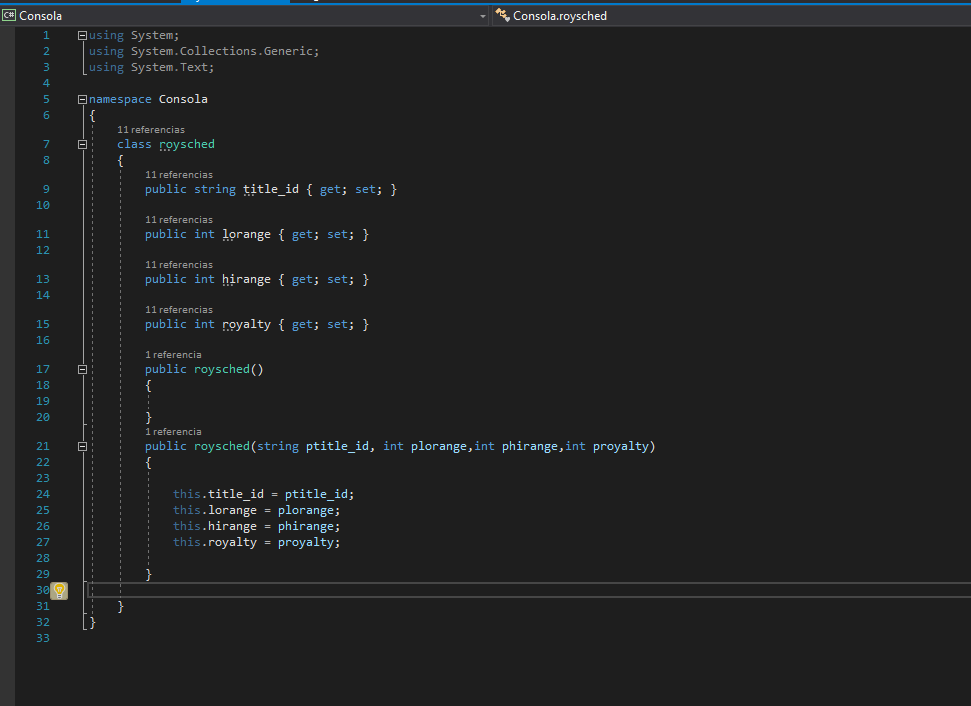 C# Consola Consola.roysched
1 using System;
2 using System.Collections.Generic;
3 using System.Text;
4
5 namespace Consola
6 {
11 referencias
7 class roysched
8 {
11 referencias
9 public string title_id { get; set; }
10
11 referencias
11 public int lorange { get; set; }
12
11 referencias
13 public int hirange { get; set; }
14
11 referencias
15 public int royalty { get; set; }
16
1 referencia
17 public roysched()
18 {
19
20 }
1 referencia
21 public roysched(string ptitle_id, int plorange,int phirange,int proyalty)
22 {
23
24 this.title_id = ptitle_id;
25 this.lorange = plorange;
26 this.hirange = phirange;
27 this.royalty = proyalty;
28
29 }
30
31 }
32 }
33